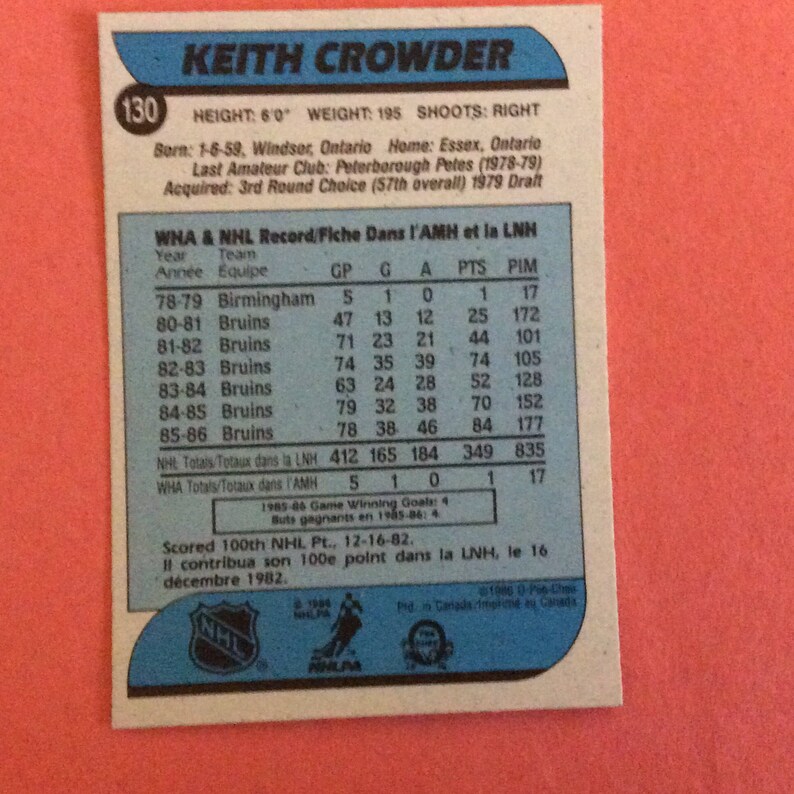 KEITH CROWDER
130
HEIGHT: 6'0" WEIGHT: 195 SHOOTS: RIGHT
Born: 1-6-59, Windsor, Ontario Home: Essex, Ontario
Last Amateur Club: Peterborough Petes (1978-79)
Acquired: 3rd Round Choice (57th overall) 1979 Draft
WHA & NHL Record/Fiche Dans l'AMH et la LNH
Year Team
Année Équipe GP G A PTS PIM
78-79 Birmingham 5 1 0 1 17
80-81 Bruins 47 13 12 25 172
81-82 Bruins 71 23 21 44 101
82-83 Bruins 74 35 39 74 105
83-84 Bruins 63 24 28 52 128
84-85 Bruins 79 32 38 70 152
85-86 Bruins 78 38 46 84 177
NHL Totals/Totaux dans la LNH 412 165 184 349 835
WHA Totals/Totaux dans l'AMH 5 1 0 1 17
1985-86 Game Winning Goals: 4
Buts gagnants en 1985-86: 4
Scored 100th NHL Pt., 12-16-82.
Il contribua son 100e point dans la LNH, le 16
décembre 1982.
©1986 O-Pee-Chee
Ptd. in Canada/Imprimé au Canada
NHL
®
© 1986
NHLPA
NHLPA